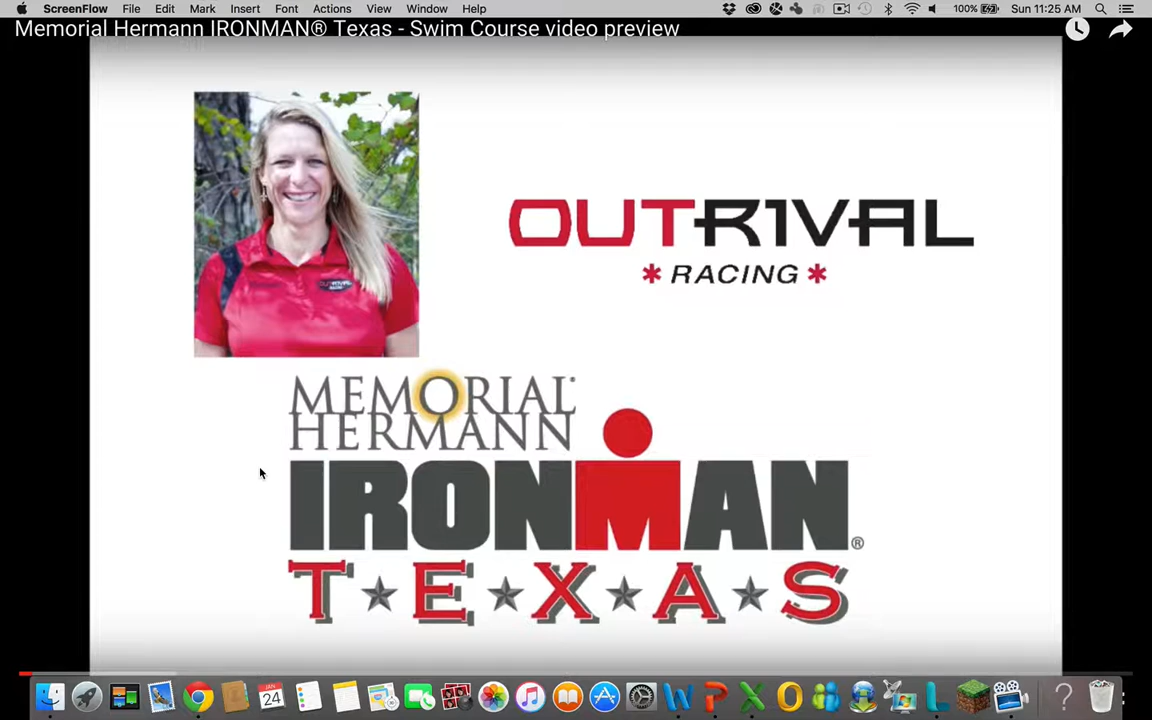 ScreenFlow File Edit Mark Insert Font Actions View Window Help 100% Sun 11:25 AM
Memorial Hermann IRONMAN® Texas - Swim Course video preview
OUTRIVAL
* RACING *
MEMORIAL
HERMANN
IRONMAN®
T★E★X★A★S